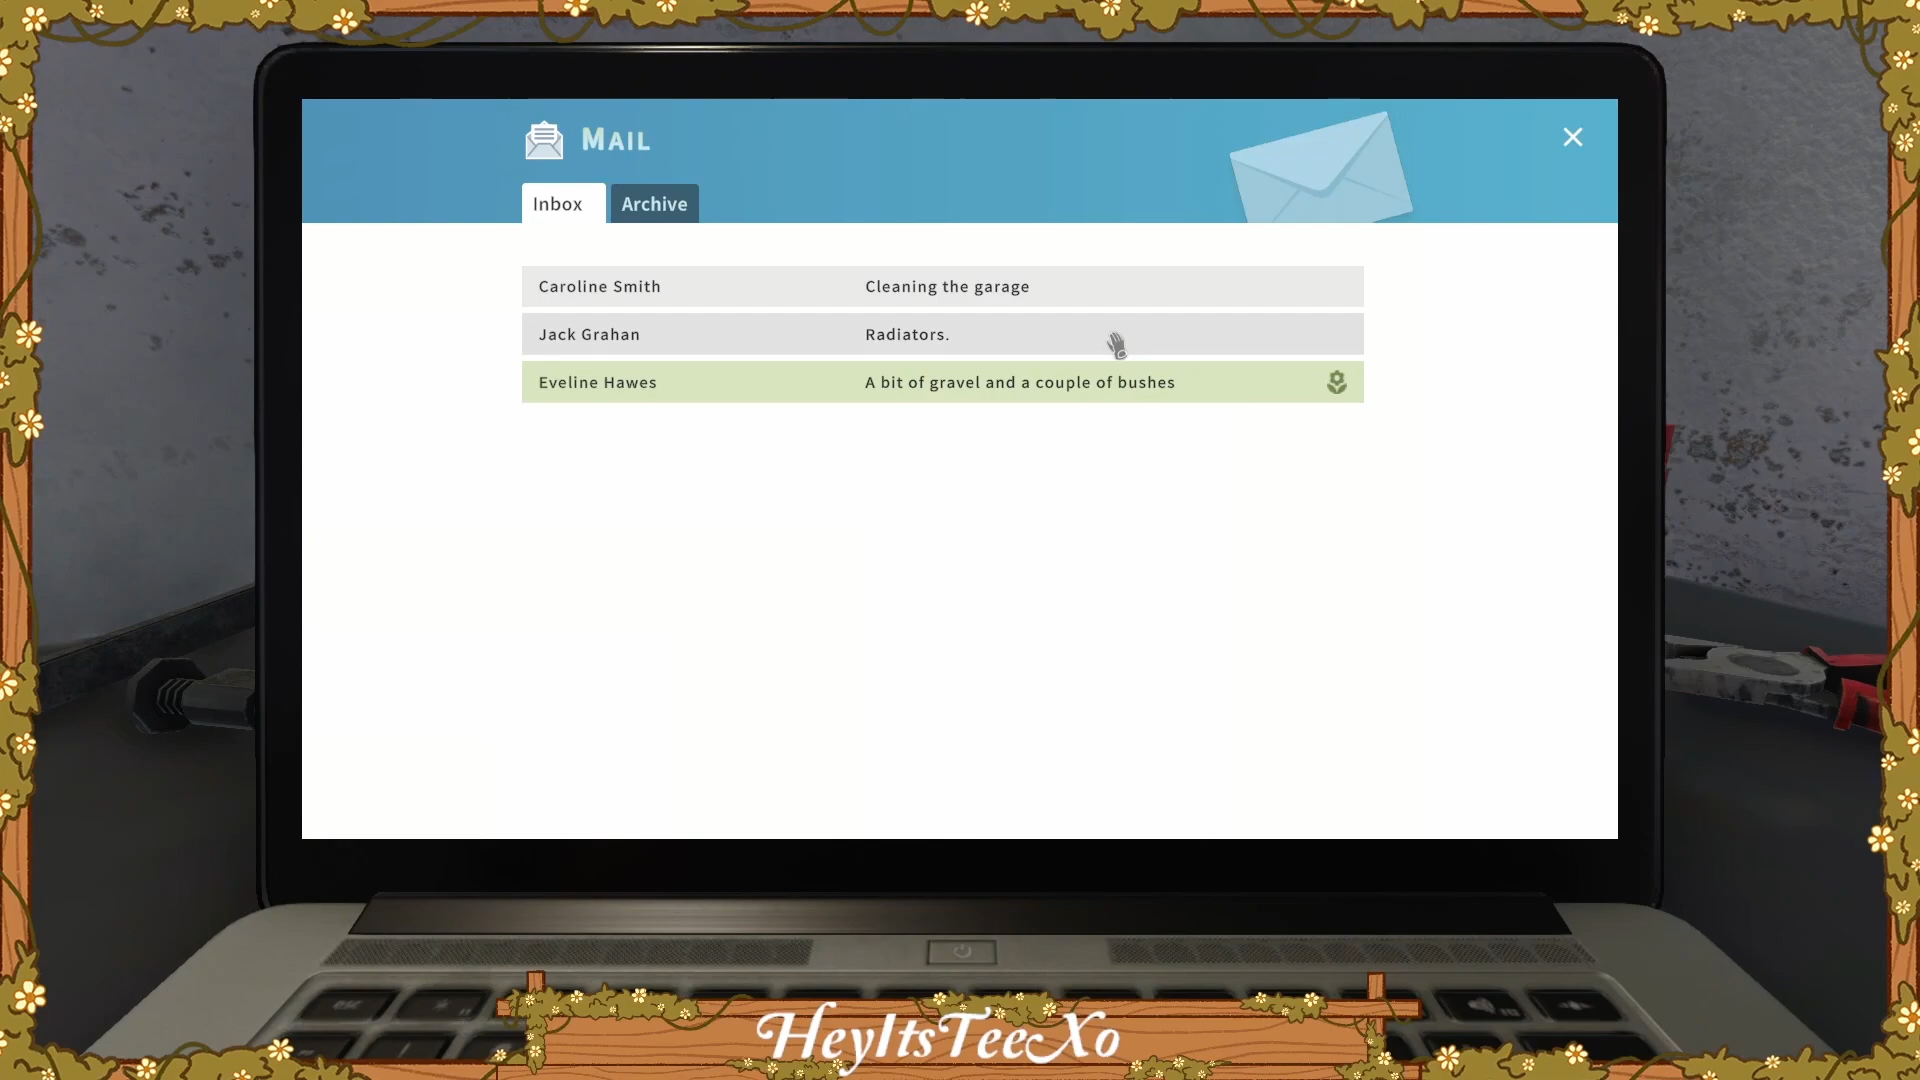 MAIL
Inbox Archive
Caroline Smith Cleaning the garage
Jack Grahan Radiators.
Eveline Hawes A bit of gravel and a couple of bushes
esc
HeyItsTeeXo